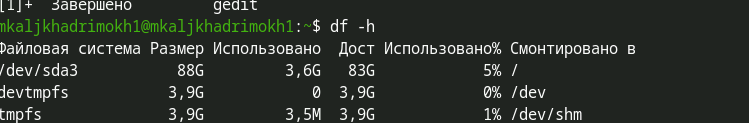 [1]+  Завершено        gedit
mkaljkhadrimokh1@mkaljkhadrimokh1:~$ df -h
Файловая система Размер Использовано  Дост Использовано% Смонтировано в
/dev/sda3           88G         3,6G   83G            5% /
devtmpfs           3,9G            0  3,9G            0% /dev
tmpfs              3,9G         3,5M  3,9G            1% /dev/shm